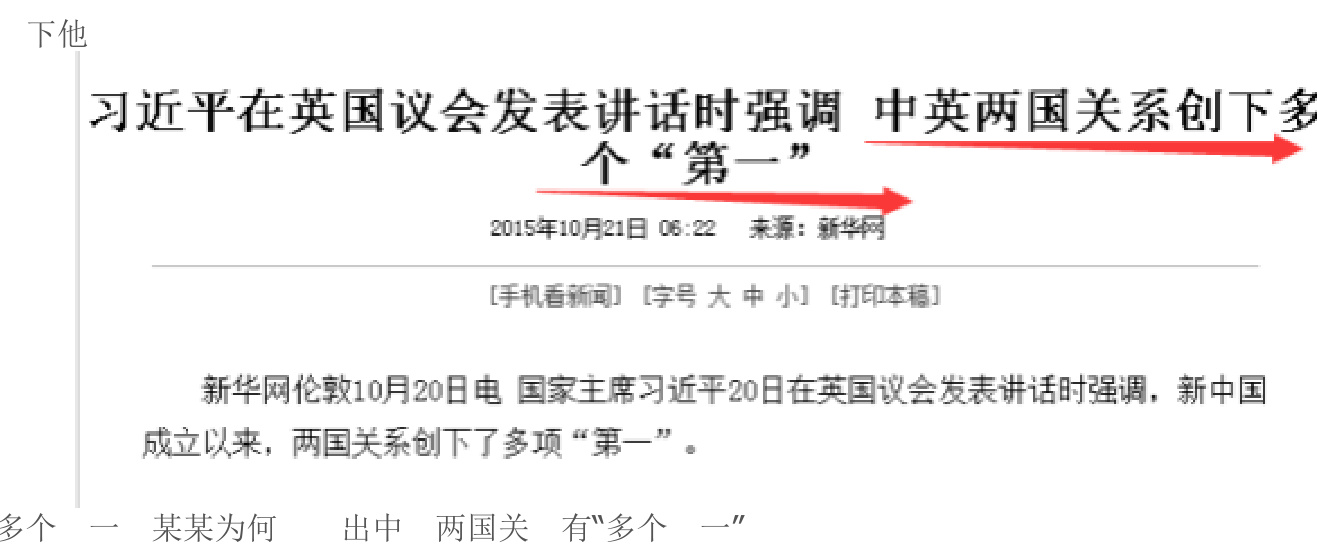 下他
习近平在英国议会发表讲话时强调 中英两国关系创下多
个“第一”
2015年10月21日 06:22 来源：新华网
[手机看新闻] [字号 大 中 小] [打印本稿]
新华网伦敦10月20日电 国家主席习近平20日在英国议会发表讲话时强调，新中国
成立以来，两国关系创下了多项“第一”。
多个 一 某某为何 出中 两国关 有“多个 一”